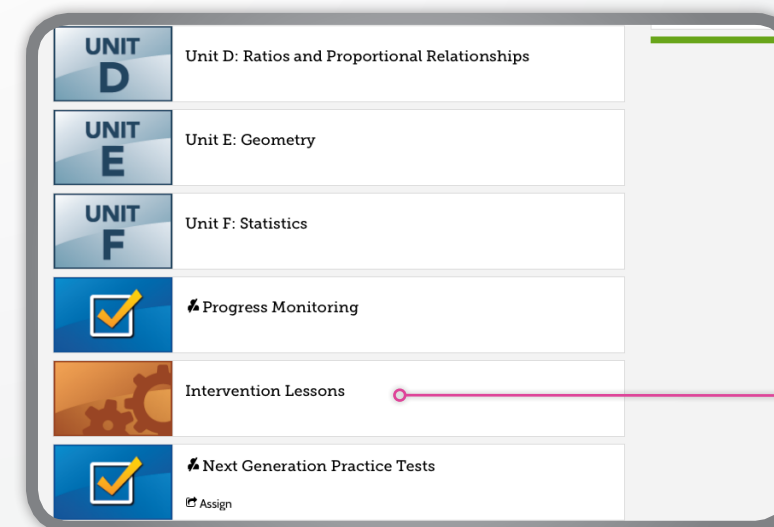 UNIT
D
Unit D: Ratios and Proportional Relationships
UNIT
E
Unit E: Geometry
UNIT
F
Unit F: Statistics
Progress Monitoring
Intervention Lessons
Next Generation Practice Tests
Assign